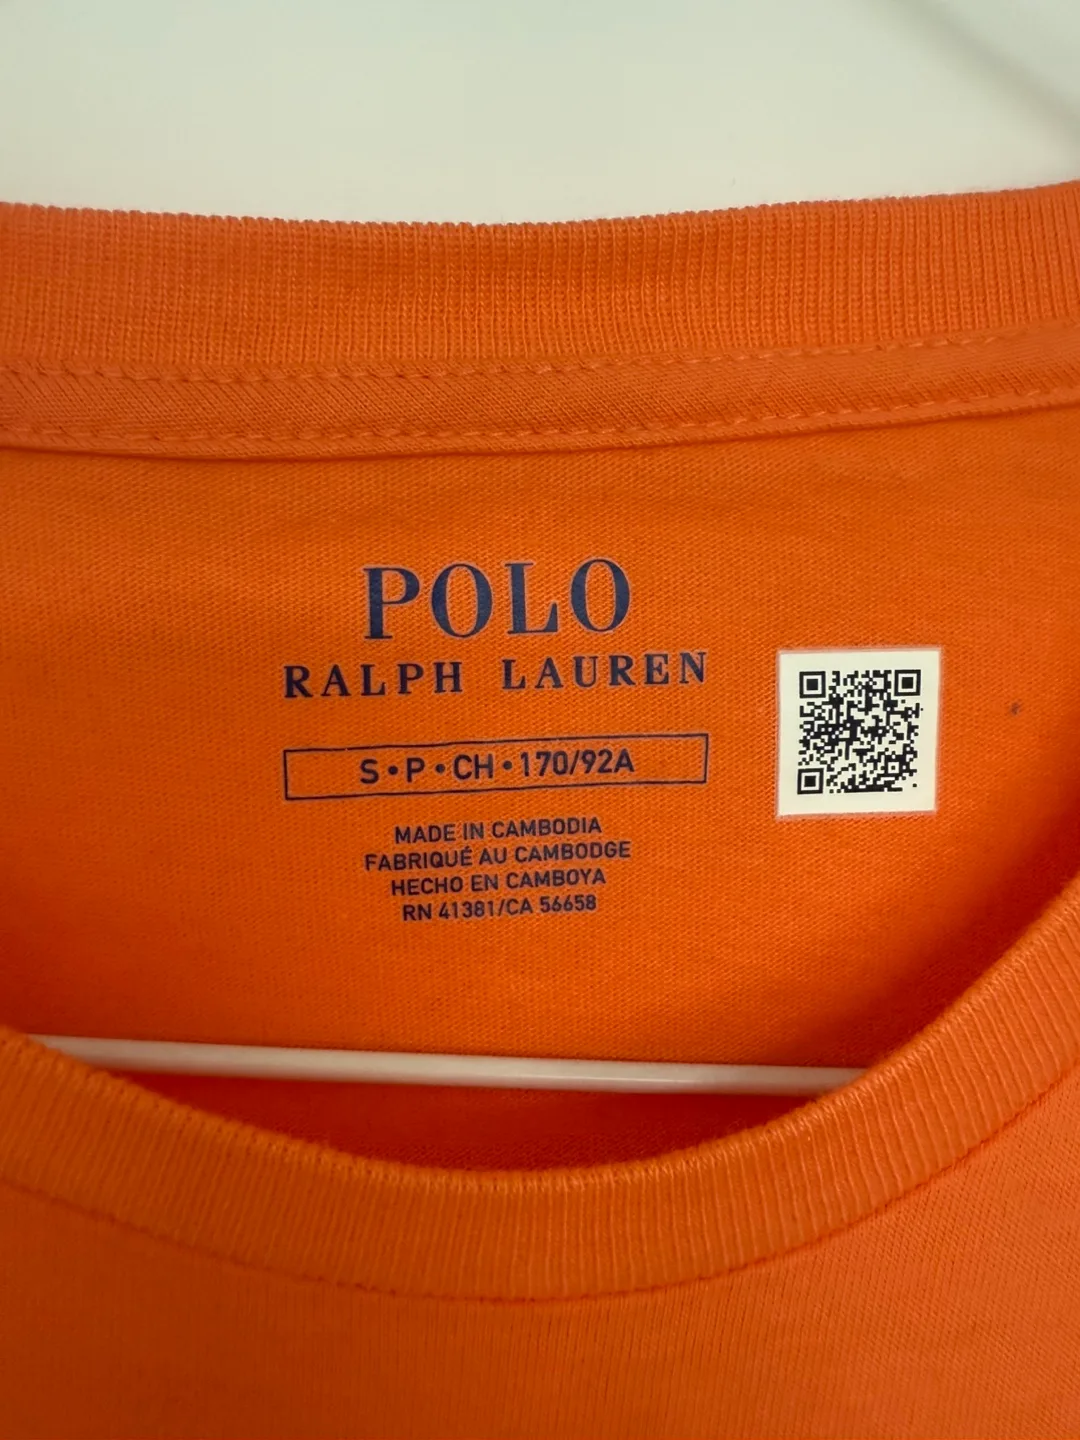 POLO
RALPH LAUREN
S•P•CH•170/92A
MADE IN CAMBODIA
FABRIQUÉ AU CAMBODGE
HECHO EN CAMBOYA
RN 41381/CA 56658